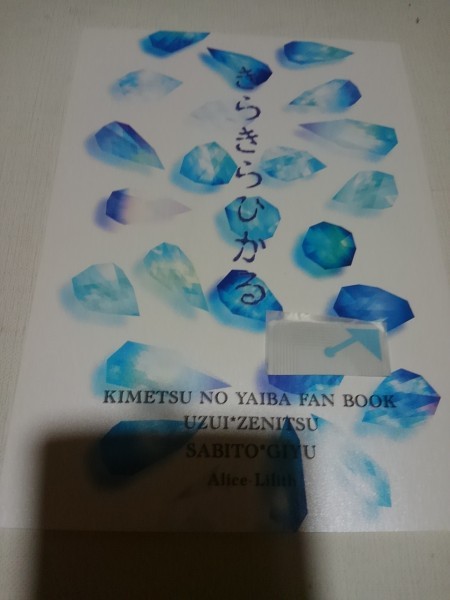 きらきらひかる
KIMETSU NO YAIBA FAN BOOK
UZUI*ZENITSU
SABITO*GIYU
Alice Lilith